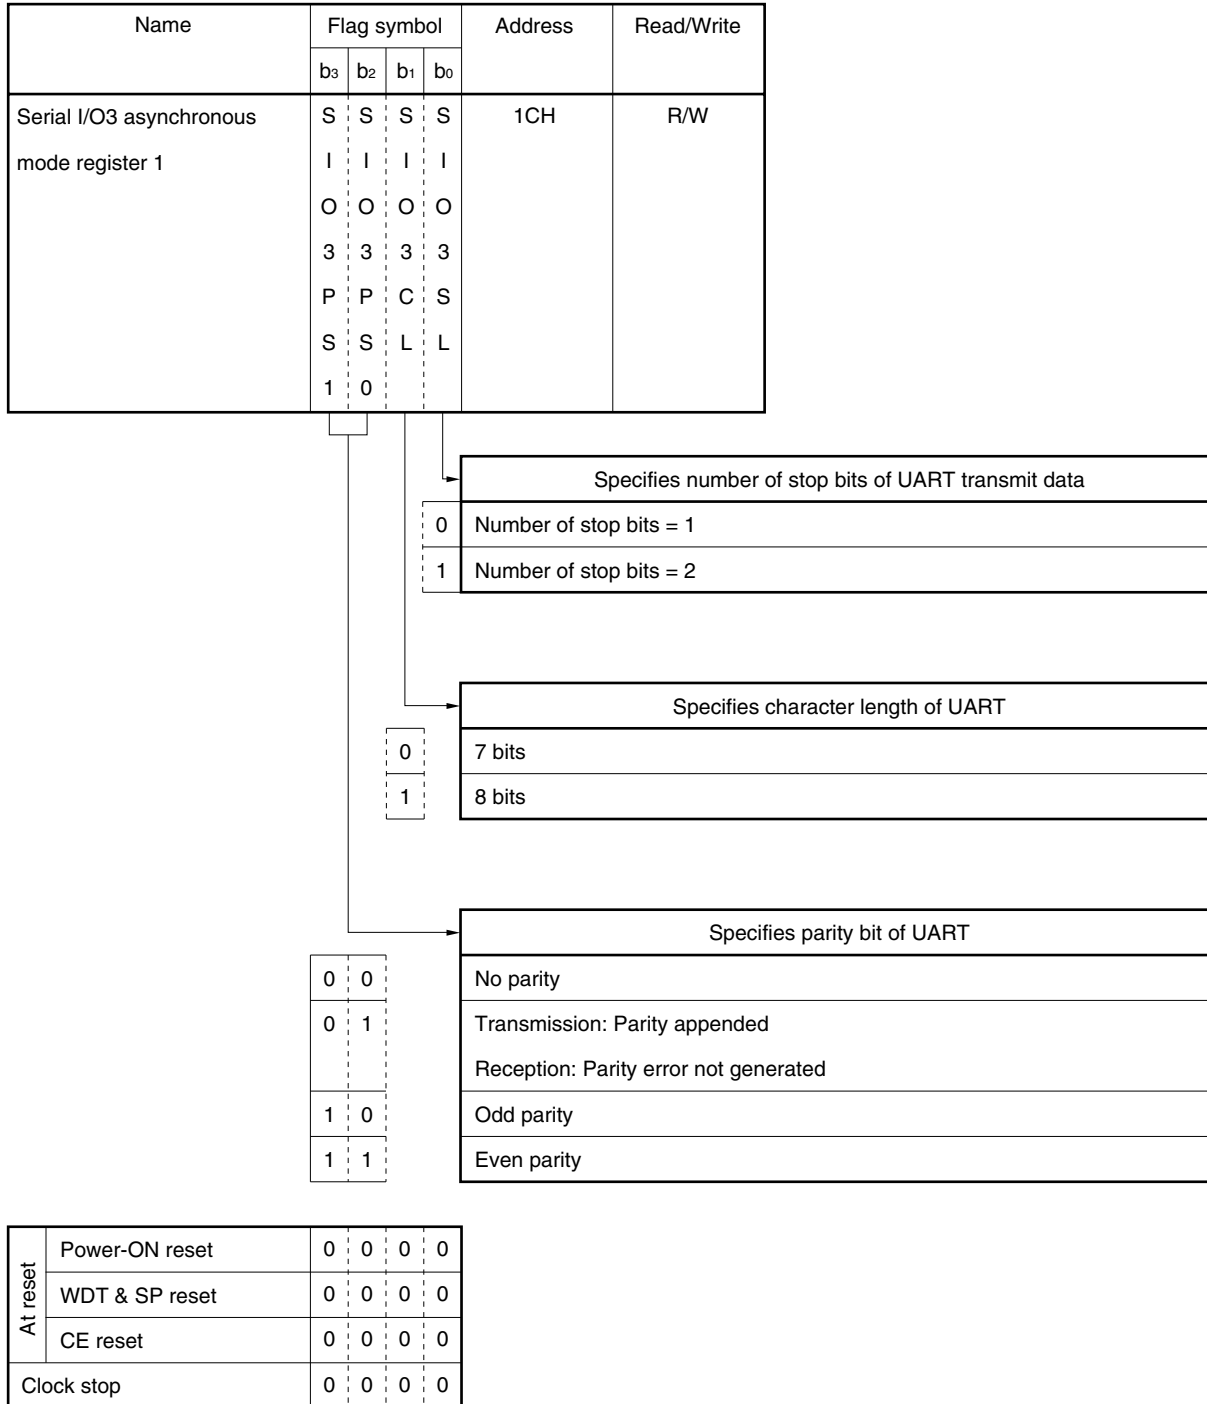 Name Flag symbol Address Read/Write
b3 b2 b1 b0
Serial I/O3 asynchronous S S S S 1CH R/W
mode register 1 I I I I
O O O O
3 3 3 3
P P C S
S S L L
1 0
Specifies number of stop bits of UART transmit data
0 Number of stop bits = 1
1 Number of stop bits = 2
Specifies character length of UART
0 7 bits
1 8 bits
Specifies parity bit of UART
0 0 No parity
0 1 Transmission: Parity appended
Reception: Parity error not generated
1 0 Odd parity
1 1 Even parity
At reset
Power-ON reset 0 0 0 0
WDT & SP reset 0 0 0 0
CE reset 0 0 0 0
Clock stop 0 0 0 0